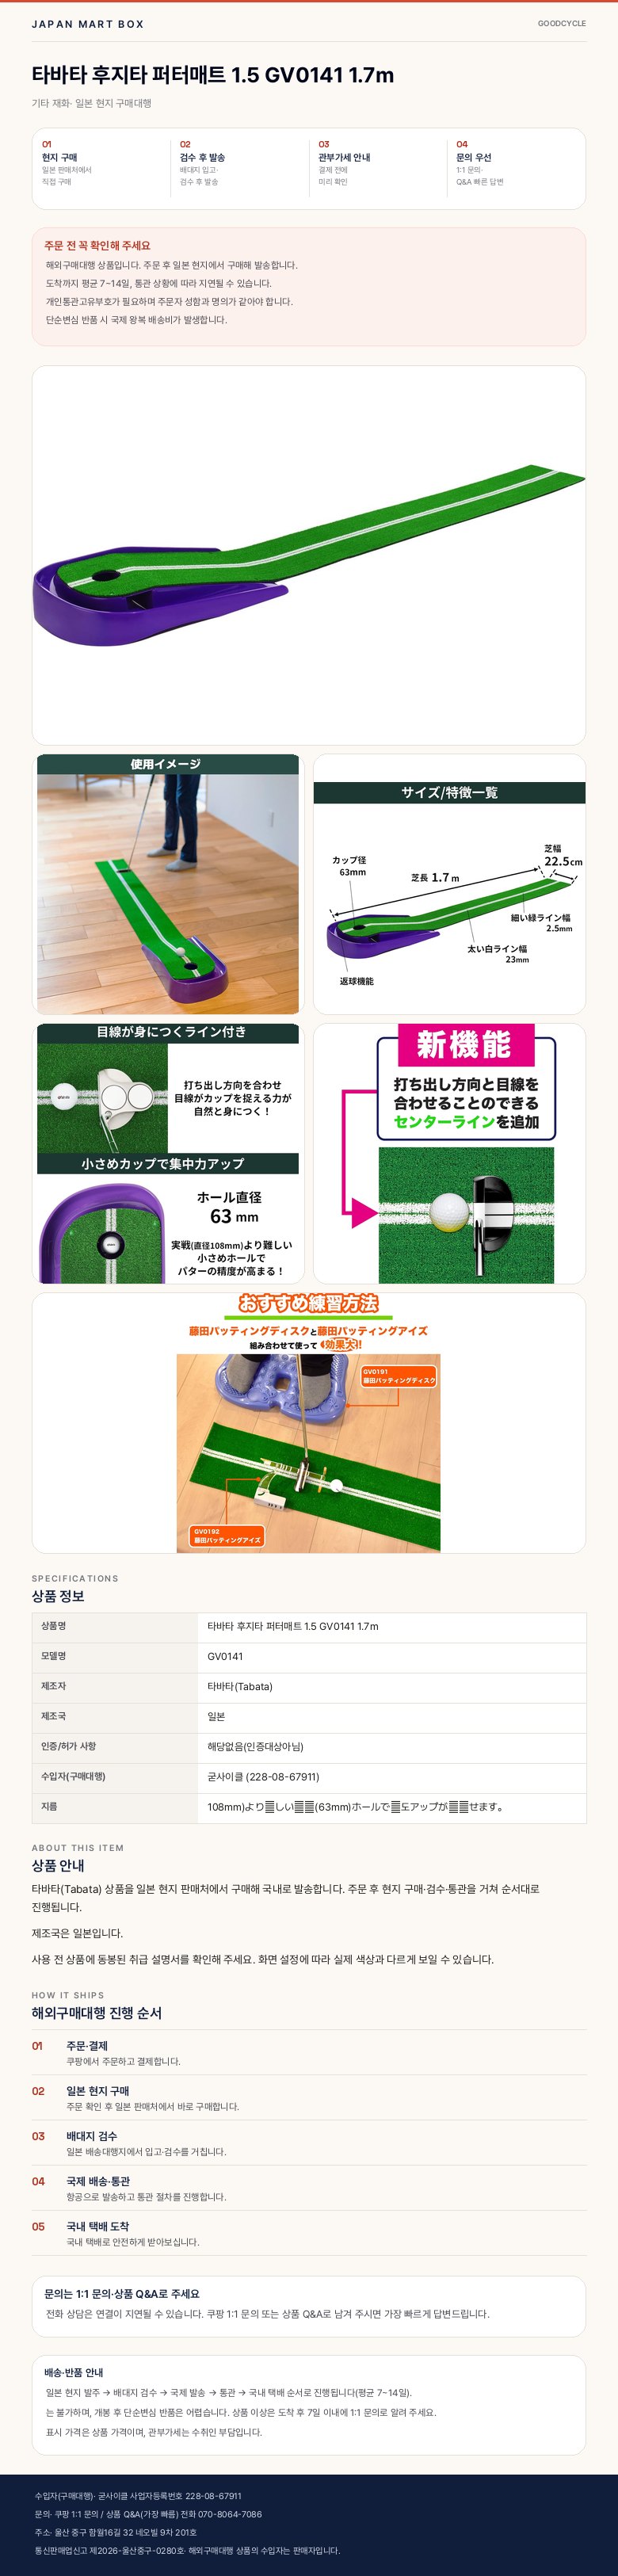 JAPAN MART BOX
GOODCYCLE
타바타 후지타 퍼터매트 1.5 GV0141 1.7m
기타 재화· 일본 현지 구매대행
01
현지 구매
일본 판매처에서
직접 구매
02
검수 후 발송
배대지 입고·
검수 후 발송
03
관부가세 안내
결제 전에
미리 확인
04
문의 우선
1:1 문의·
Q&A 빠른 답변
주문 전 꼭 확인해 주세요
해외구매대행 상품입니다. 주문 후 일본 현지에서 구매해 발송합니다.
도착까지 평균 7~14일, 통관 상황에 따라 지연될 수 있습니다.
개인통관고유부호가 필요하며 주문자 성함과 명의가 같아야 합니다.
단순변심 반품 시 국제 왕복 배송비가 발생합니다.
使用イメージ
サイズ/特徴一覧
カップ径
63mm
芝長 1.7m
芝幅
22.5cm
細い緑ライン幅
2.5mm
太い白ライン幅
23mm
返球機能
目線が身につくライン付き
打ち出し方向を合わせ
目線がカップを捉える力が
自然と身につく！
小さめカップで集中力アップ
ホール直径
63 mm
実戦(直径108mm)より難しい
小さめホールで
パターの精度が高まる！
新機能
打ち出し方向と目線を
合わせることのできる
センターラインを追加
おすすめ練習方法
藤田パッティングディスクと藤田パッティングアイズ
組み合わせて使って効果大!!
GV0191
藤田パッティングディスク
GV0192
藤田パッティングアイズ
SPECIFICATIONS
상품 정보
상품명 타바타 후지타 퍼터매트 1.5 GV0141 1.7m
모델명 GV0141
제조자 타바타(Tabata)
제조국 일본
인증/허가 사항 해당없음(인증대상아님)
수입자(구매대행) 굳사이클 (228-08-67911)
지름 108mm)より しい (63mm)ホールで 도アップが せます。
ABOUT THIS ITEM
상품 안내
타바타(Tabata) 상품을 일본 현지 판매처에서 구매해 국내로 발송합니다. 주문 후 현지 구매·검수·통관을 거쳐 순서대로
진행됩니다.
제조국은 일본입니다.
사용 전 상품에 동봉된 취급 설명서를 확인해 주세요. 화면 설정에 따라 실제 색상과 다르게 보일 수 있습니다.
HOW IT SHIPS
해외구매대행 진행 순서
01 주문·결제
쿠팡에서 주문하고 결제합니다.
02 일본 현지 구매
주문 확인 후 일본 판매처에서 바로 구매합니다.
03 배대지 검수
일본 배송대행지에서 입고·검수를 거칩니다.
04 국제 배송·통관
항공으로 발송하고 통관 절차를 진행합니다.
05 국내 택배 도착
국내 택배로 안전하게 받아보십니다.
문의는 1:1 문의·상품 Q&A로 주세요
전화 상담은 연결이 지연될 수 있습니다. 쿠팡 1:1 문의 또는 상품 Q&A로 남겨 주시면 가장 빠르게 답변드립니다.
배송·반품 안내
일본 현지 발주 → 배대지 검수 → 국제 발송 → 통관 → 국내 택배 순서로 진행됩니다(평균 7~14일).
는 불가하며, 개봉 후 단순변심 반품은 어렵습니다. 상품 이상은 도착 후 7일 이내에 1:1 문의로 알려 주세요.
표시 가격은 상품 가격이며, 관부가세는 수취인 부담입니다.
수입자(구매대행)· 굳사이클 사업자등록번호 228-08-67911
문의· 쿠팡 1:1 문의 / 상품 Q&A(가장 빠름) 전화 070-8064-7086
주소· 울산 중구 함월16길 32 네오빌 9차 201호
통신판매업신고 제2026-울산중구-0280호· 해외구매대행 상품의 수입자는 판매자입니다.